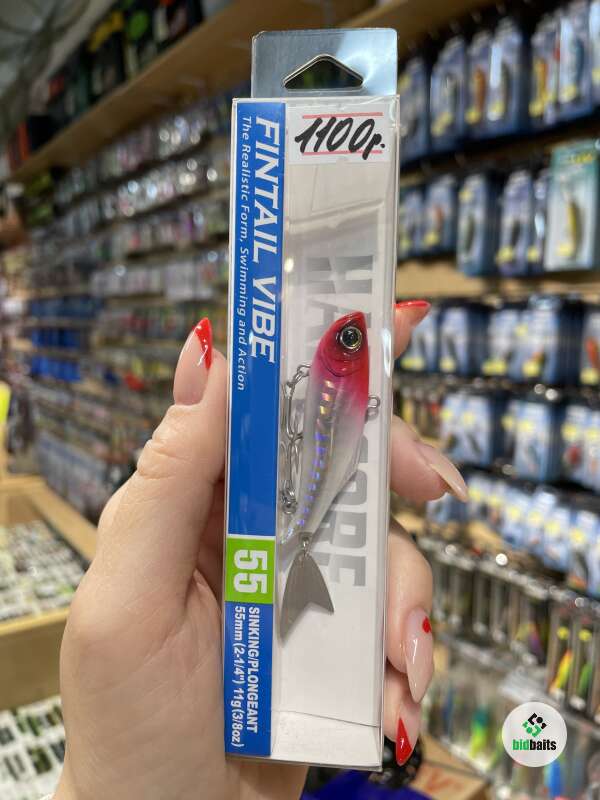 1100р.
FINTAIL VIBE
The Realistic Form, Swimming and Action
HARDCORE
55
SINKING/PLONGEANT
55mm(2-1/4") 11g(3/8oz)
bidbaits